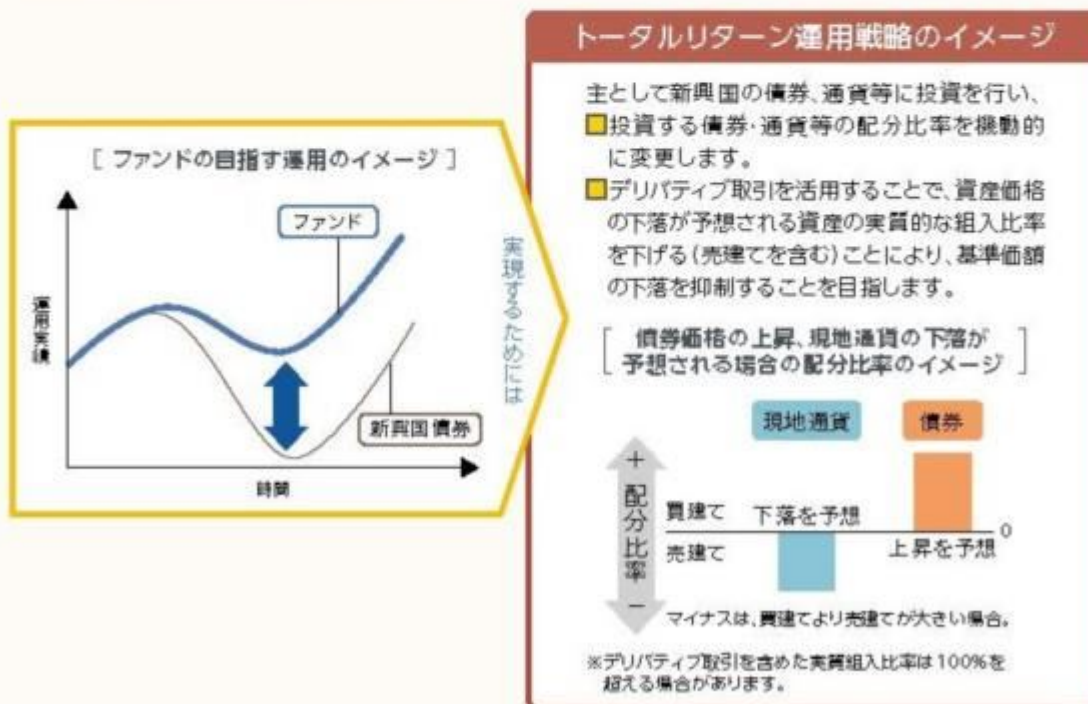 [ ファンドの目指す運用のイメージ ]
ファンド
運用実績
新興国債券
時間
実現するためには
トータルリターン運用戦略のイメージ
主として新興国の債券、通貨等に投資を行い、
投資する債券・通貨等の配分比率を機動的
に変更します。
デリバティブ取引を活用することで、資産価格
の下落が予想される資産の実質的な組入比率
を下げる(売建てを含む)ことにより、基準価額
の下落を抑制することを目指します。
[ 債券価格の上昇、現地通貨の下落が
予想される場合の配分比率のイメージ ]
現地通貨 債券
+ 配分比率 −
買建て 下落を予想
0
売建て 上昇を予想
マイナスは、買建てより売建てが大きい場合。
※デリバティブ取引を含めた実質組入比率は100%を
超える場合があります。